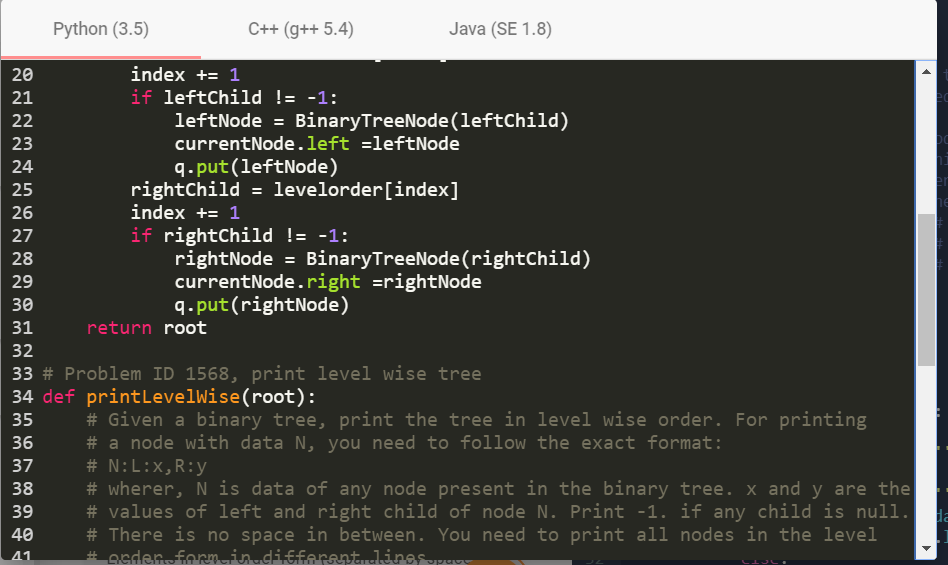 Python (3.5) C++ (g++ 5.4) Java (SE 1.8)
20         index += 1
21         if leftChild != -1:
22             leftNode = BinaryTreeNode(leftChild)
23             currentNode.left =leftNode
24             q.put(leftNode)
25         rightChild = levelorder[index]
26         index += 1
27         if rightChild != -1:
28             rightNode = BinaryTreeNode(rightChild)
29             currentNode.right =rightNode
30             q.put(rightNode)
31     return root
32
33 # Problem ID 1568, print level wise tree
34 def printLevelWise(root):
35     # Given a binary tree, print the tree in level wise order. For printing
36     # a node with data N, you need to follow the exact format:
37     # N:L:x,R:y
38     # wherer, N is data of any node present in the binary tree. x and y are the
39     # values of left and right child of node N. Print -1. if any child is null.
40     # There is no space in between. You need to print all nodes in the level
41     # order form in different lines